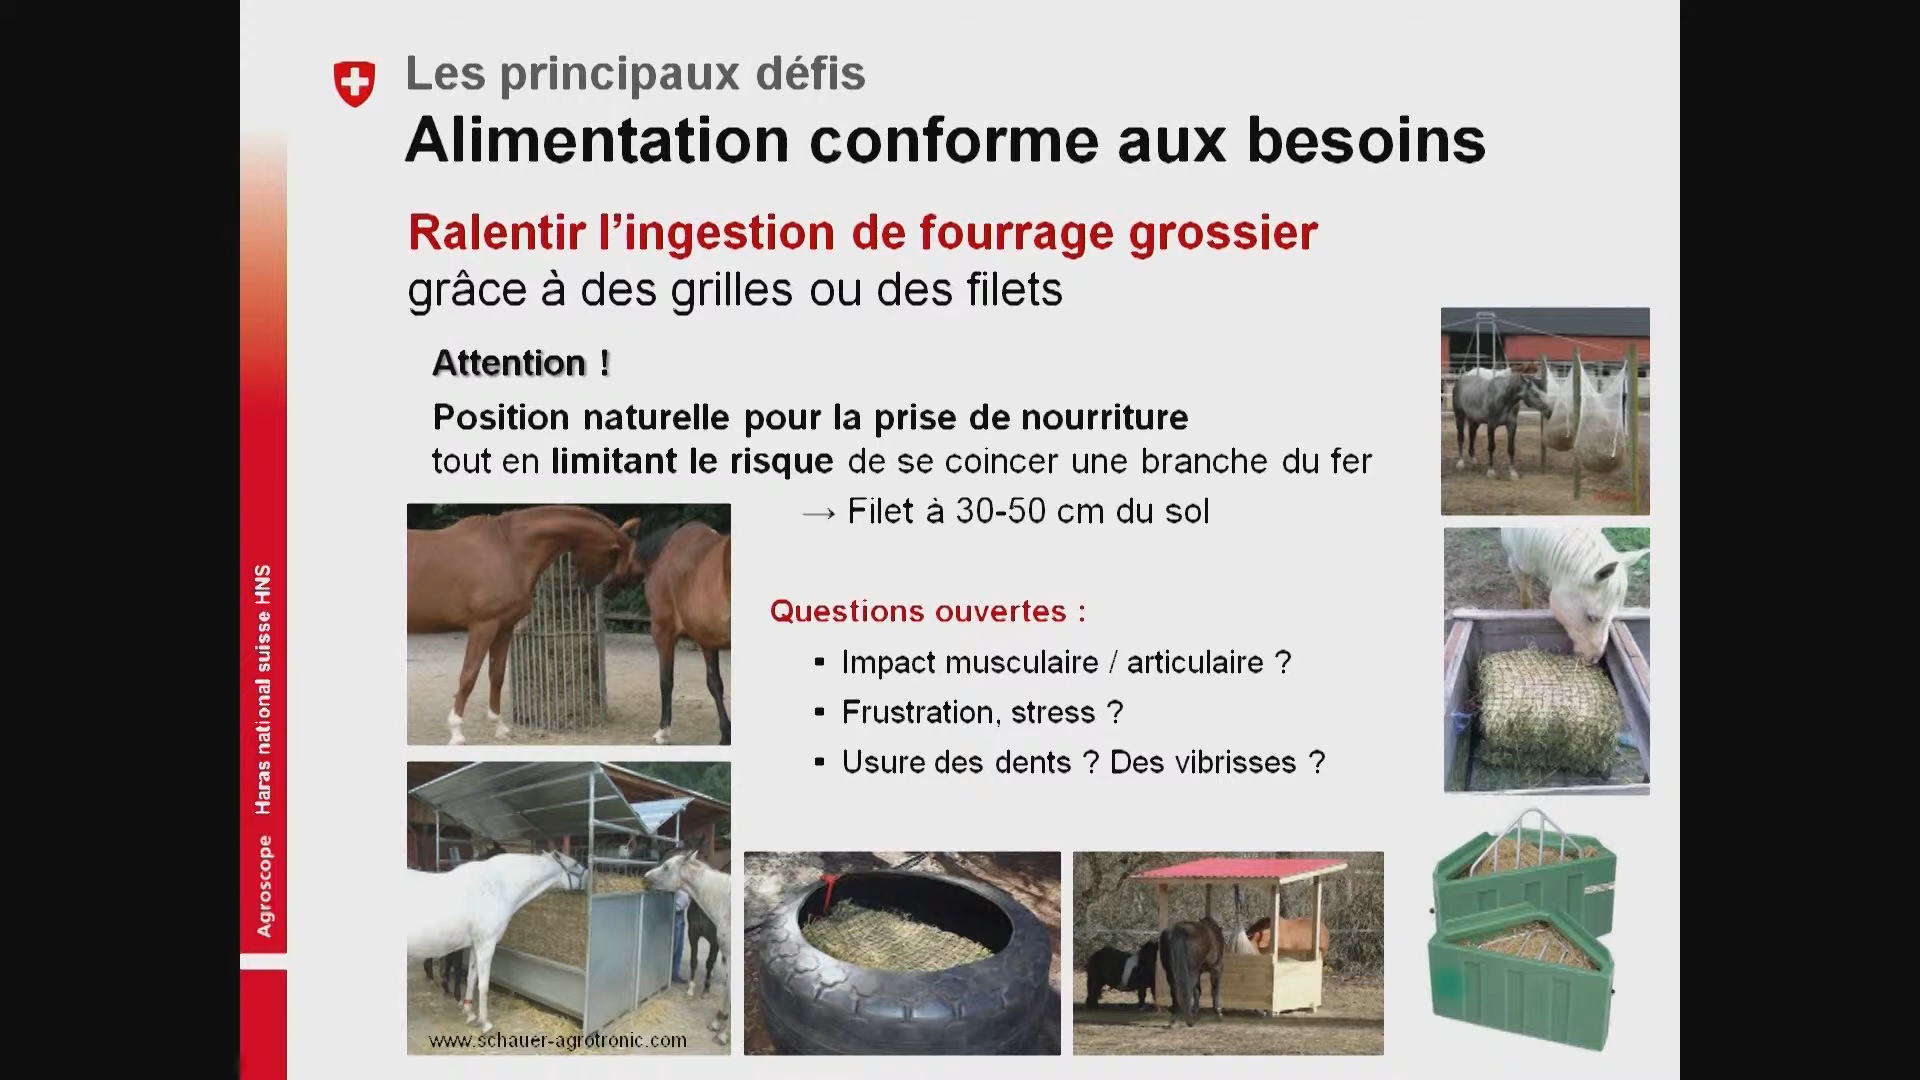 Les principaux défis
Alimentation conforme aux besoins
Ralentir l’ingestion de fourrage grossier
grâce à des grilles ou des filets
Attention !
Position naturelle pour la prise de nourriture
tout en limitant le risque de se coincer une branche du fer
→ Filet à 30-50 cm du sol
Questions ouvertes :
▪ Impact musculaire / articulaire ?
▪ Frustration, stress ?
▪ Usure des dents ? Des vibrisses ?
www.schauer-agrotronic.com
Agroscope Haras national suisse HNS